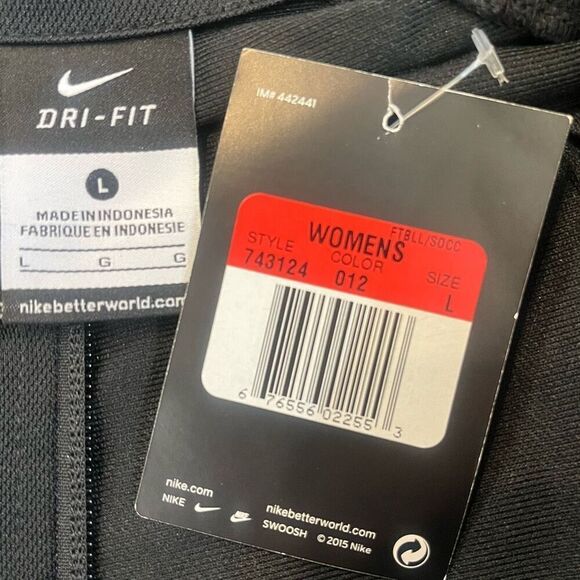 DRI-FIT
L
MADE IN INDONESIA
FABRIQUE EN INDONESIE
L G G
nikebetterworld.com
IM# 442441
WOMENS FTBLL/SOCC
STYLE COLOR SIZE
743124 012 L
6 76556 02255 3
nike.com
NIKE
nikebetterworld.com
SWOOSH © 2015 Nike